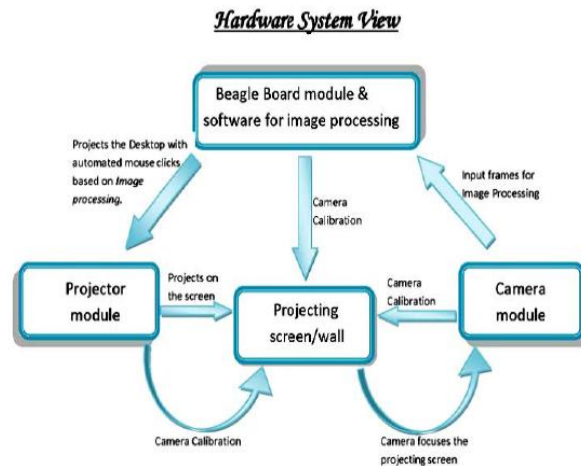 Hardware System View
Beagle Board module &
software for image processing
Projects the Desktop with
automated mouse clicks
based on Image
processing.
Camera
Calibration
Input frames for
Image Processing
Projector
module
Projects on
the screen
Projecting
screen/wall
Camera
Calibration
Camera
module
Camera Calibration
Camera focuses the
projecting screen